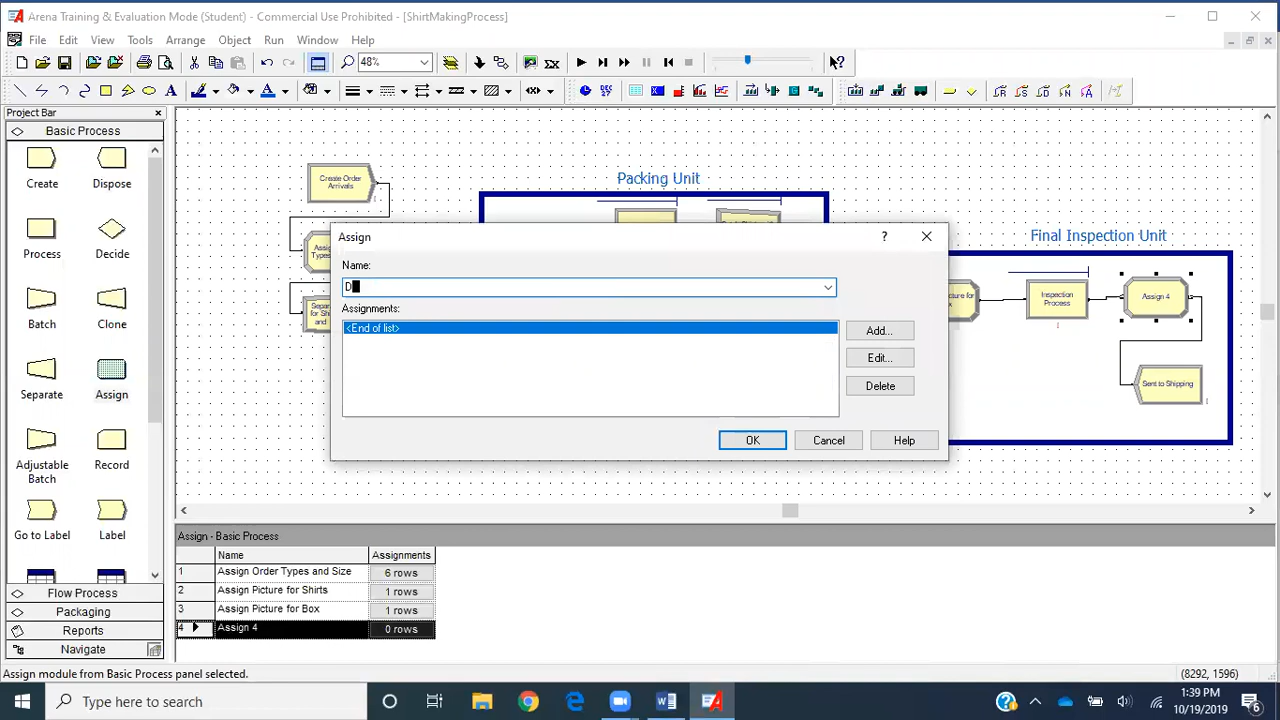 Arena Training & Evaluation Mode (Student) - Commercial Use Prohibited - [ShirtMakingProcess]
File Edit View Tools Arrange Object Run Window Help
48%
Project Bar
Basic Process
Create Dispose
Process Decide
Batch Clone
Separate Assign
Adjustable Batch Record
Go to Label Label
Flow Process
Packaging
Reports
Navigate
Create Order
Arrivals
Packing Unit
Final Inspection Unit
Inspection
Process
Assign 4
Sent to Shipping
Assign
Name:
D
Assignments:
<End of list>
Add...
Edit...
Delete
OK Cancel Help
Assign - Basic Process
Name Assignments
1 Assign Order Types and Size 6 rows
2 Assign Picture for Shirts 1 rows
3 Assign Picture for Box 1 rows
4 Assign 4 0 rows
Assign module from Basic Process panel selected.
(8292, 1596)
Type here to search
1:39 PM
10/19/2019
6